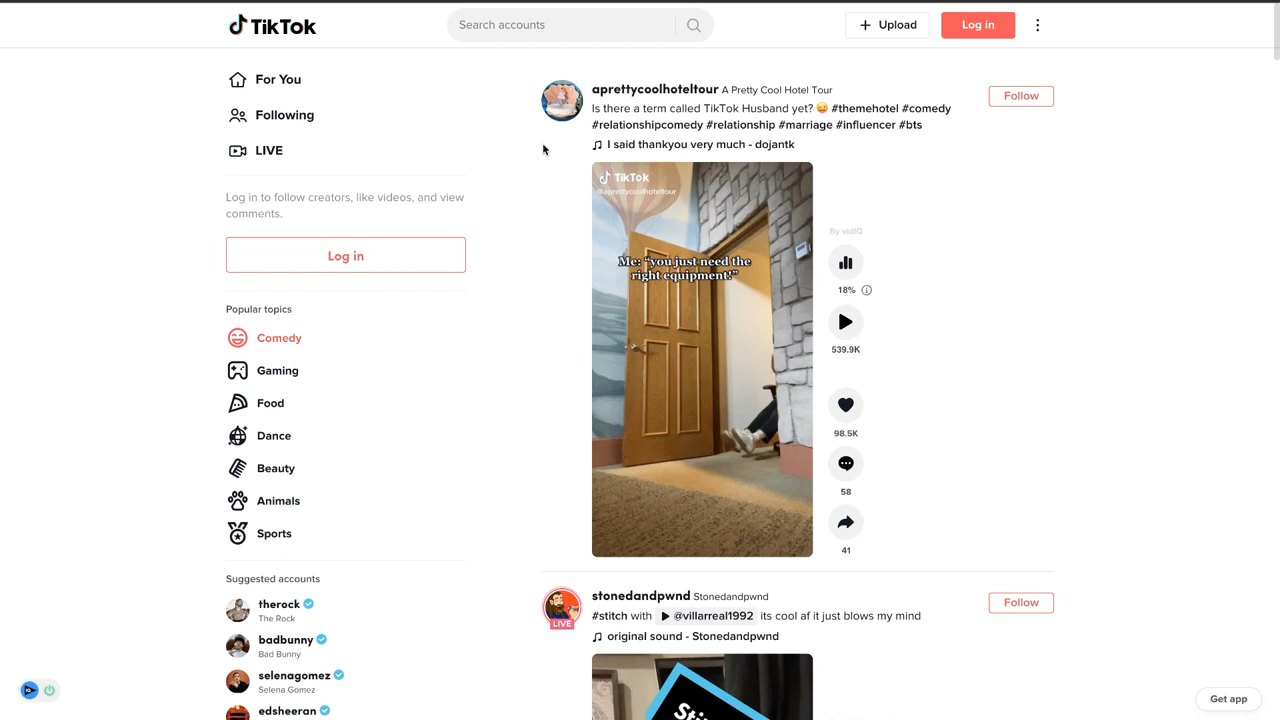 TikTok
Search accounts
Upload
Log in
For You
Following
LIVE
Log in to follow creators, like videos, and view
comments.
Log in
Popular topics
Comedy
Gaming
Food
Dance
Beauty
Animals
Sports
Suggested accounts
therock
The Rock
badbunny
Bad Bunny
selenagomez
Selena Gomez
edsheeran
aprettycoolhoteltour A Pretty Cool Hotel Tour
Follow
Is there a term called TikTok Husband yet? 😅 #themehotel #comedy
#relationshipcomedy #relationship #marriage #influencer #bts
I said thankyou very much - dojantk
TikTok
@aprettycoolhoteltour
Me: "you just need the
right equipment!"
By vidIQ
18%
539.9K
98.5K
58
41
stonedandpwnd Stonedandpwnd
Follow
LIVE
#stitch with @villarreal1992 its cool af it just blows my mind
original sound - Stonedandpwnd
Get app